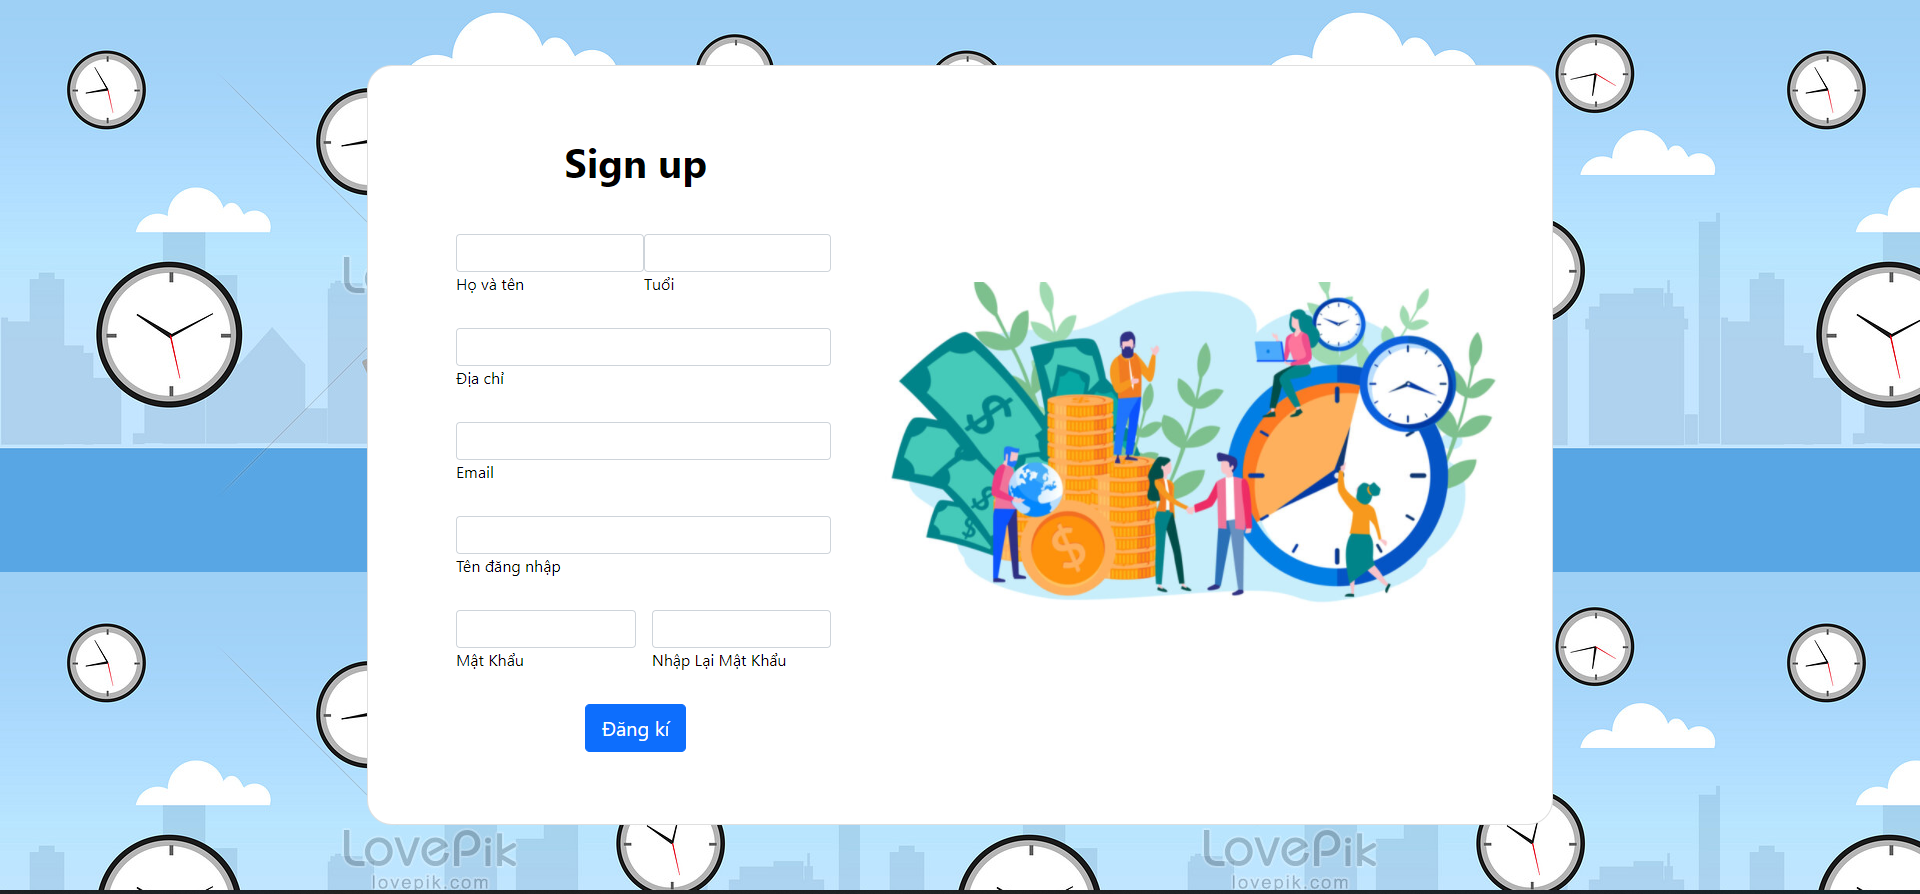 Sign up
Họ và tên
Tuổi
Địa chỉ
Email
Tên đăng nhập
Mật Khẩu
Nhập Lại Mật Khẩu
Đăng kí
Lo
LovePik
lovepik.com
LovePik
lovepik.com